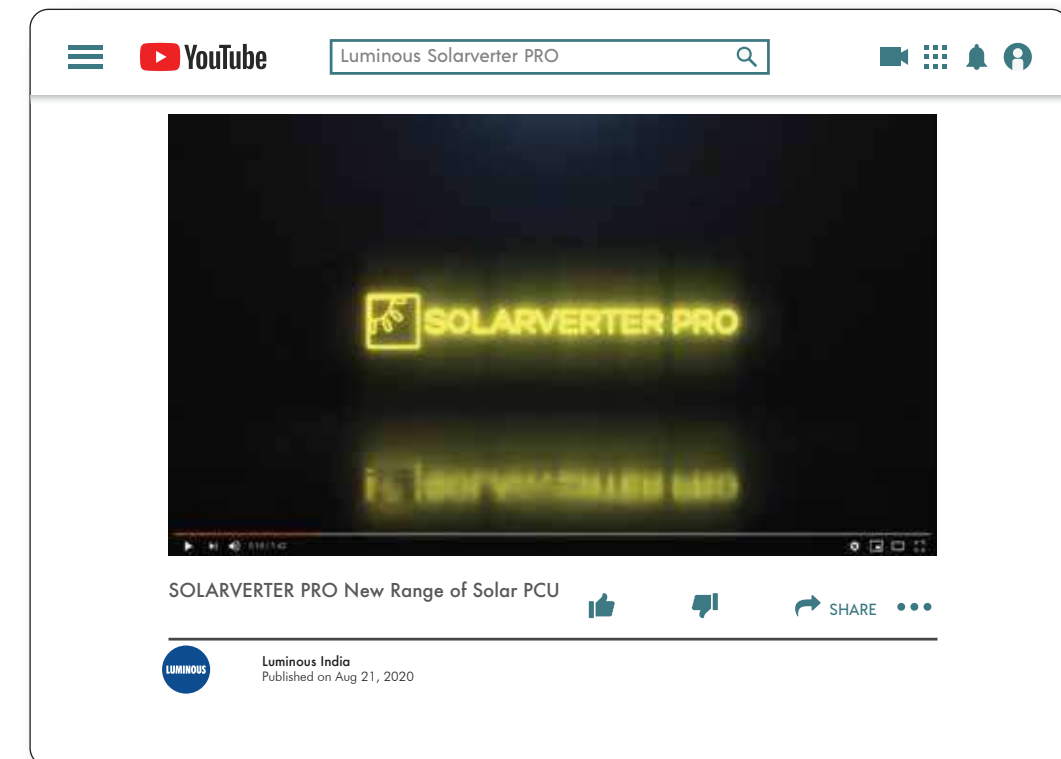 YouTube
Luminous Solarverter PRO
SOLARVERTER PRO
SOLARVERTER PRO New Range of Solar PCU
SHARE
LUMINOUS
Luminous India
Published on Aug 21, 2020